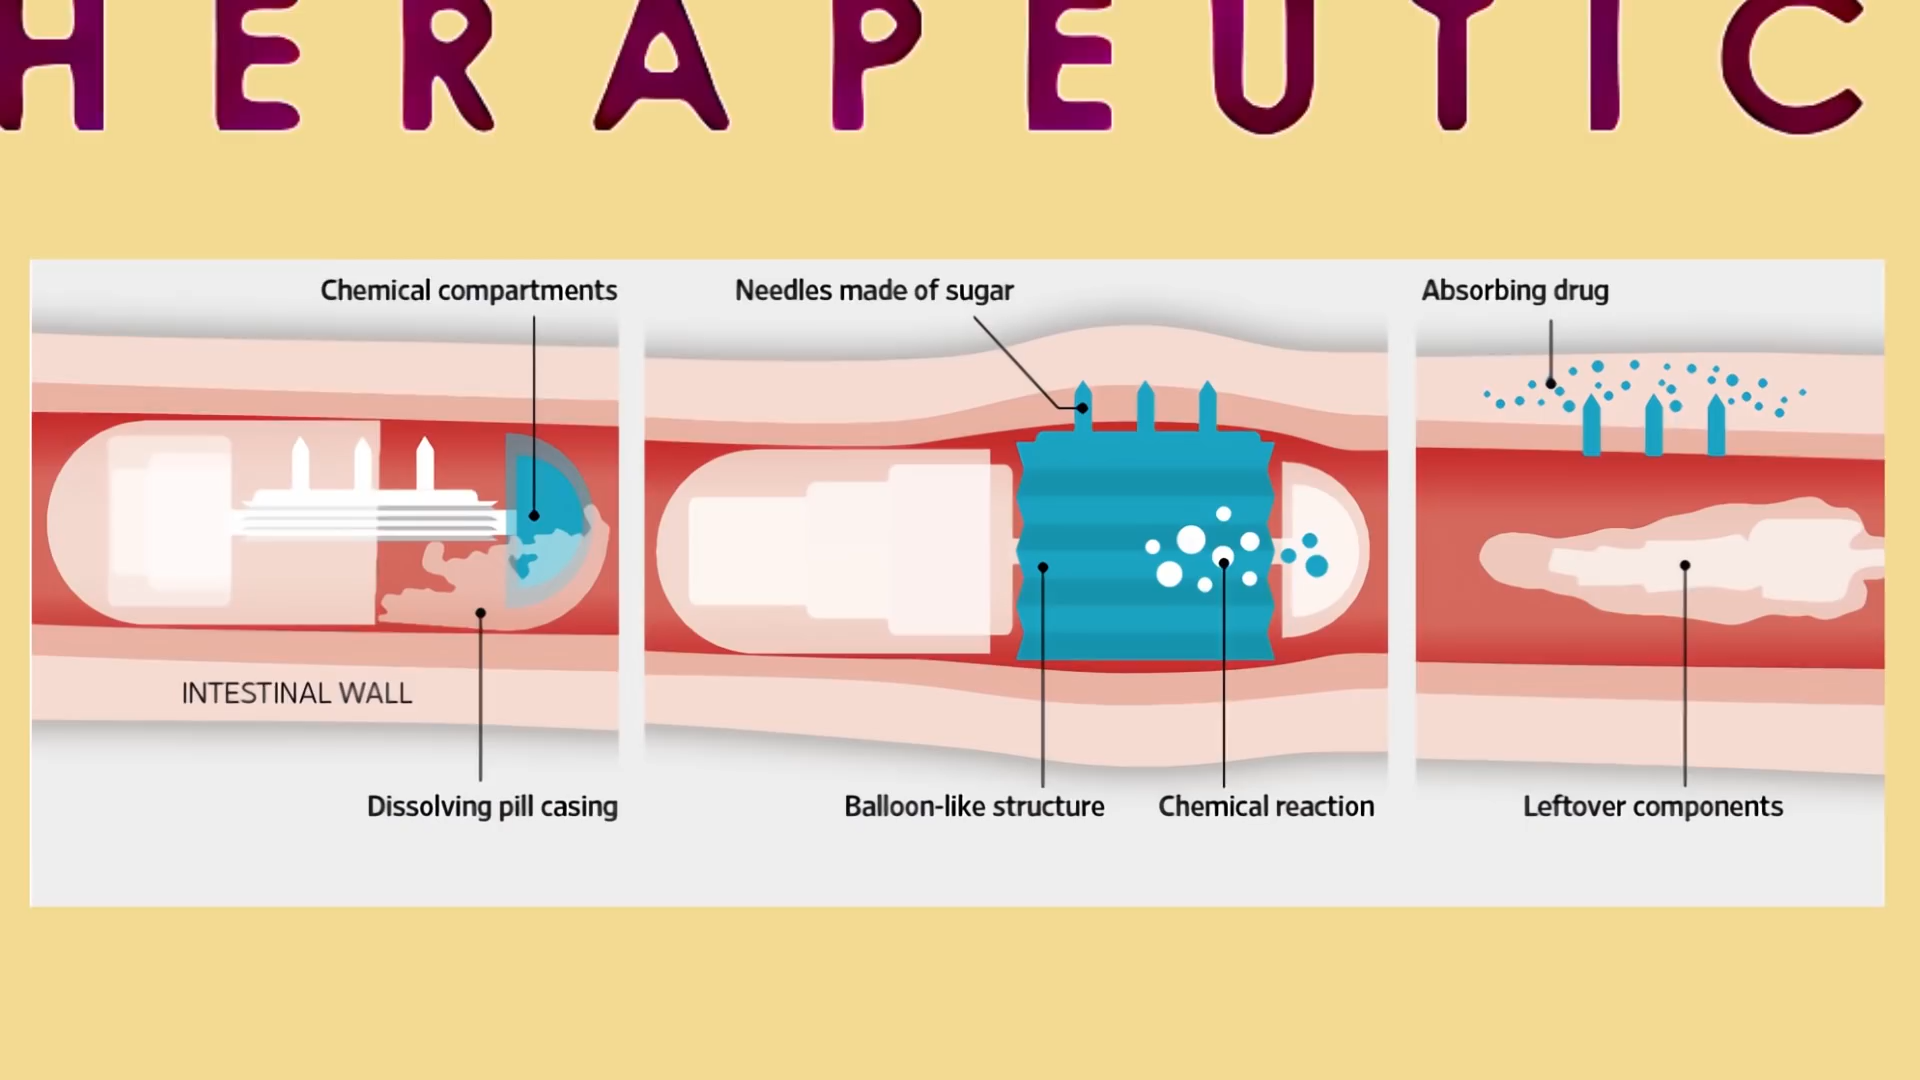 HERAPEUTIC
Chemical compartments
Needles made of sugar
Absorbing drug
INTESTINAL WALL
Dissolving pill casing
Balloon-like structure
Chemical reaction
Leftover components